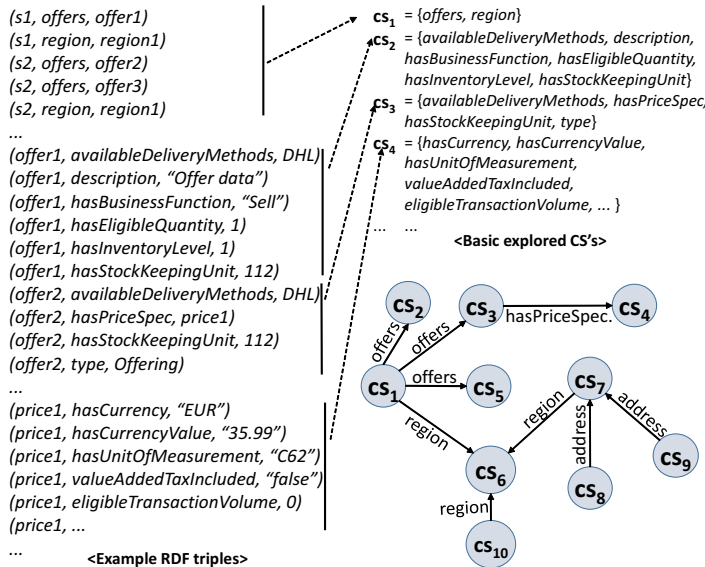 (s1, offers, offer1)
(s1, region, region1)
(s2, offers, offer2)
(s2, offers, offer3)
(s2, region, region1)
...
(offer1, availableDeliveryMethods, DHL)
(offer1, description, “Offer data”)
(offer1, hasBusinessFunction, “Sell”)
(offer1, hasEligibleQuantity, 1)
(offer1, hasInventoryLevel, 1)
(offer1, hasStockKeepingUnit, 112)
(offer2, availableDeliveryMethods, DHL)
(offer2, hasPriceSpec, price1)
(offer2, hasStockKeepingUnit, 112)
(offer2, type, Offering)
...
(price1, hasCurrency, “EUR”)
(price1, hasCurrencyValue, “35.99”)
(price1, hasUnitOfMeasurement, “C62”)
(price1, valueAddedTaxIncluded, “false”)
(price1, eligibleTransactionVolume, 0)
(price1, ...
...
<Example RDF triples>
cs1 = {offers, region}
cs2 = {availableDeliveryMethods, description,
hasBusinessFunction, hasEligibleQuantity,
hasInventoryLevel, hasStockKeepingUnit}
cs3 = {availableDeliveryMethods, hasPriceSpec,
hasStockKeepingUnit, type}
cs4 = {hasCurrency, hasCurrencyValue,
hasUnitOfMeasurement,
valueAddedTaxIncluded,
eligibleTransactionVolume, ... }
... ...
<Basic explored CS’s>
cs2
cs3
cs4
hasPriceSpec.
offers
offers
cs1
offers
cs5
cs7
region
region
address
address
cs6
cs9
cs8
region
cs10